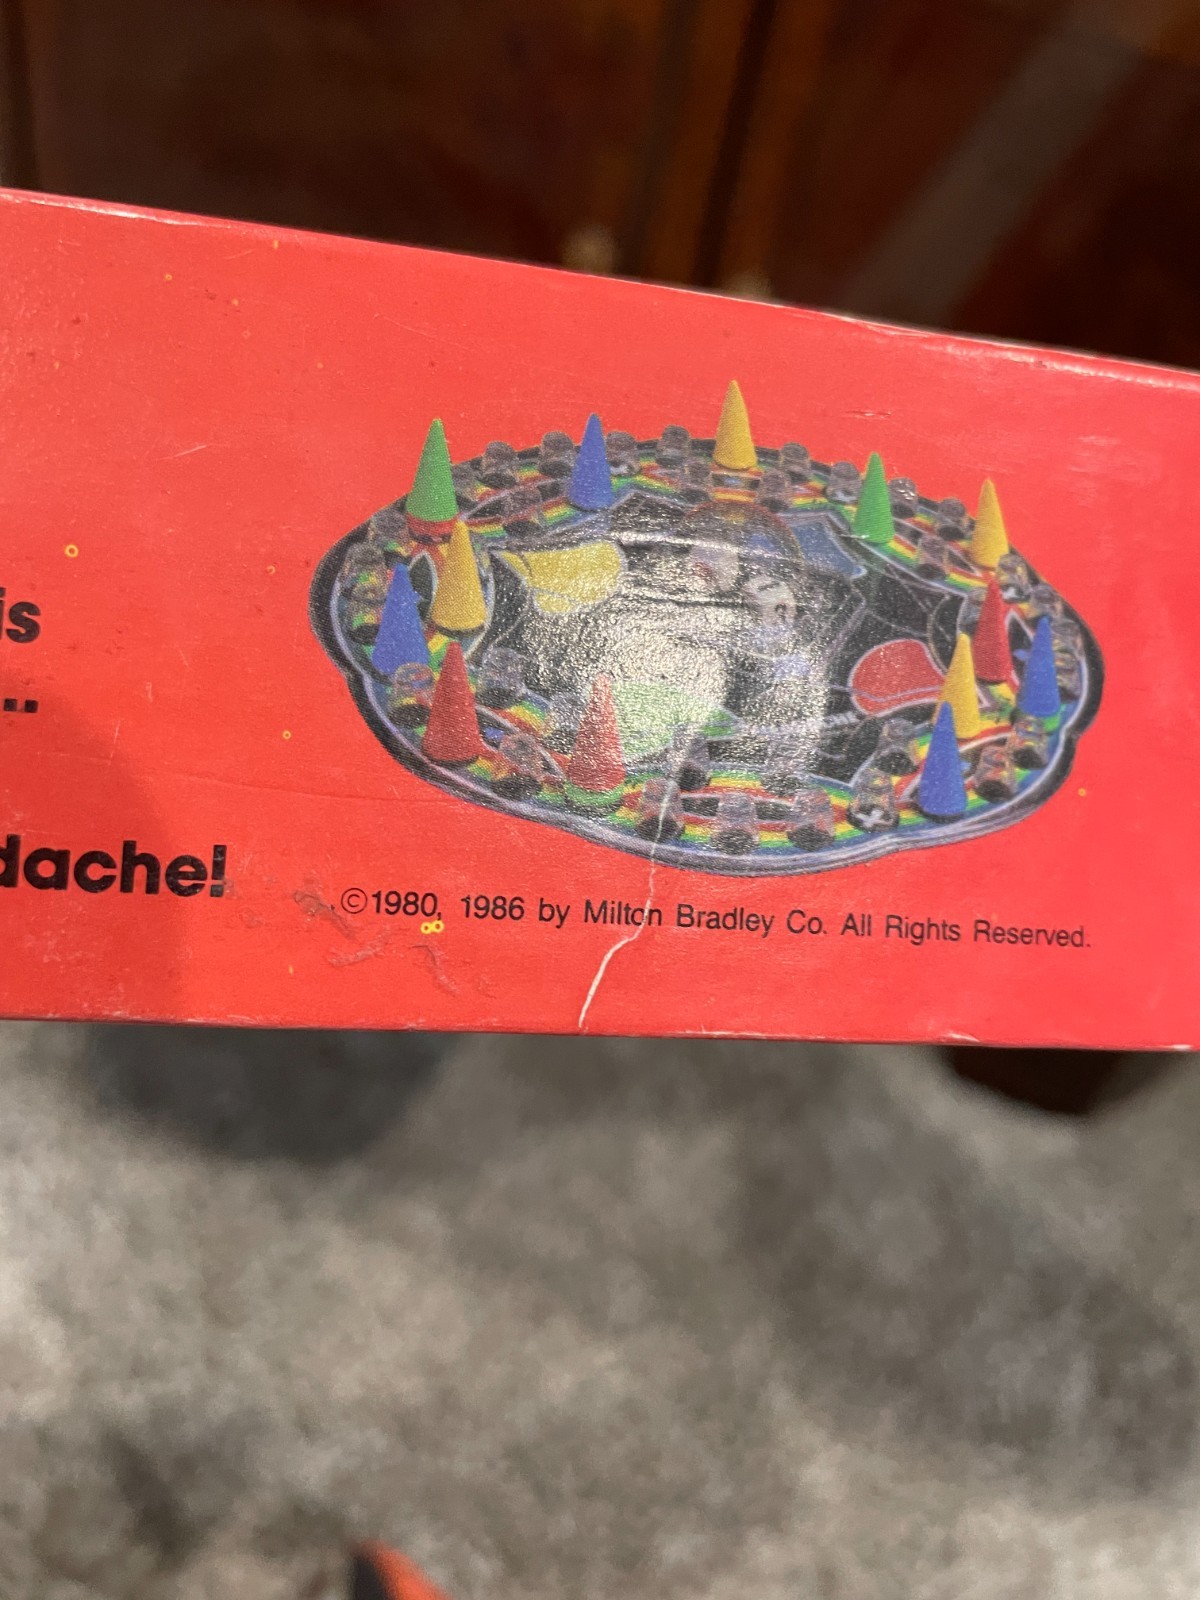 is
..
dache!
©1980, 1986 by Milton Bradley Co. All Rights Reserved.